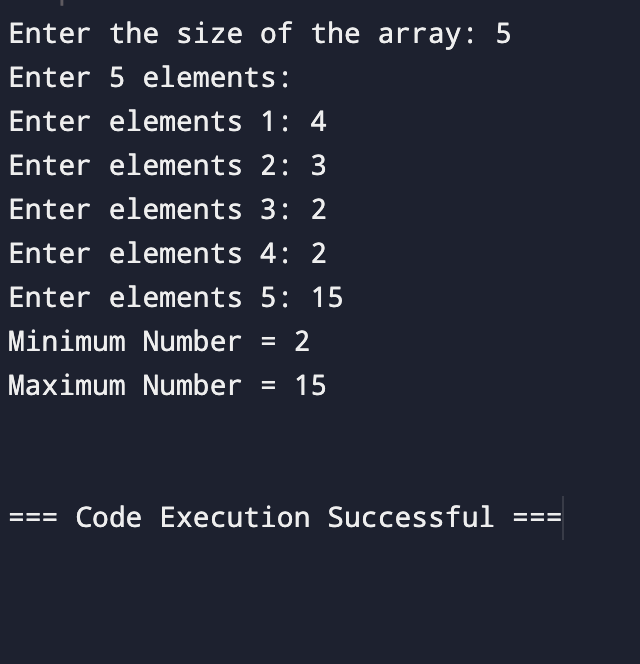 Enter the size of the array: 5
Enter 5 elements:
Enter elements 1: 4
Enter elements 2: 3
Enter elements 3: 2
Enter elements 4: 2
Enter elements 5: 15
Minimum Number = 2
Maximum Number = 15
=== Code Execution Successful ===